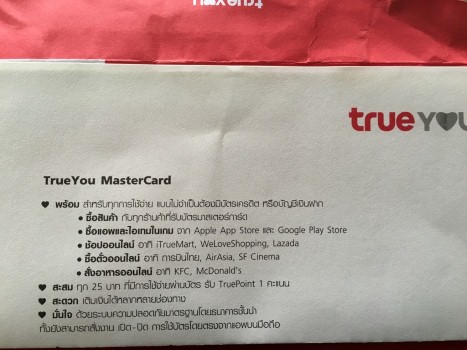 trueyou
trueyou
TrueYou MasterCard
พร้อม สำหรับทุกการใช้จ่าย แบบไม่จำเป็นต้องมีบัตรเครดิต หรือบัญชีเงินฝาก
• ซื้อสินค้า กับทุกร้านค้าที่รับบัตรมาสเตอร์การ์ด
• ซื้อแอพและไอเทมในเกม จาก Apple App Store และ Google Play Store
• ช้อปออนไลน์ อาทิ iTrueMart, WeLoveShopping, Lazada
• ซื้อตั๋วออนไลน์ อาทิ การบินไทย, AirAsia, SF Cinema
• สั่งอาหารออนไลน์ อาทิ KFC, McDonald's
สะสม ทุก 25 บาท ที่มีการใช้จ่ายผ่านบัตร รับ TruePoint 1 คะแนน
สะดวก เติมเงินได้หลากหลายช่องทาง
มั่นใจ ด้วยระบบความปลอดภัยมาตรฐานโดยธนาคารชั้นนำ
ทั้งยังสามารถสั่งงาน เปิด-ปิด การใช้บัตรโดยตรงจากแอพบนมือถือ